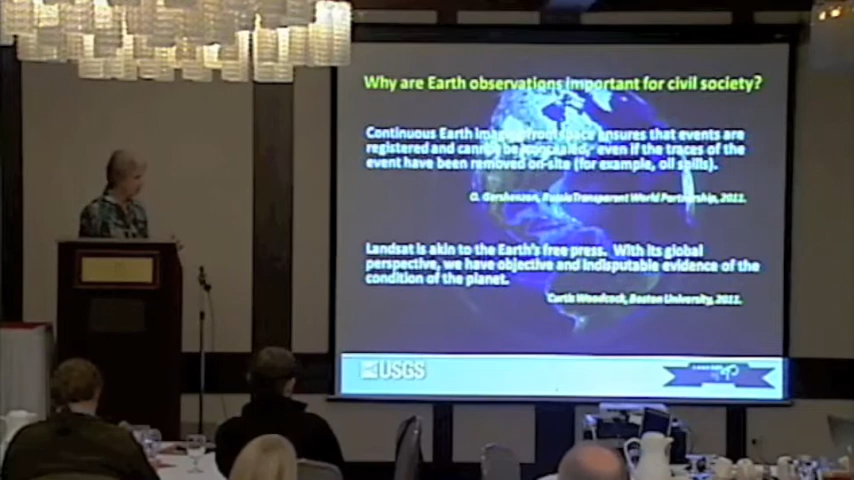 Why are Earth observations important for civil society?
Continuous Earth imagery from space ensures that events are
registered and cannot be concealed, even if the traces of the
event have been removed on-site (for example, oil spills).
G. Gershenzon, Russia Transparent World Partnership, 2011.
Landsat is akin to the Earth's free press. With its global
perspective, we have objective and indisputable evidence of the
condition of the planet.
Curtis Woodcock, Boston University, 2011.
USGS